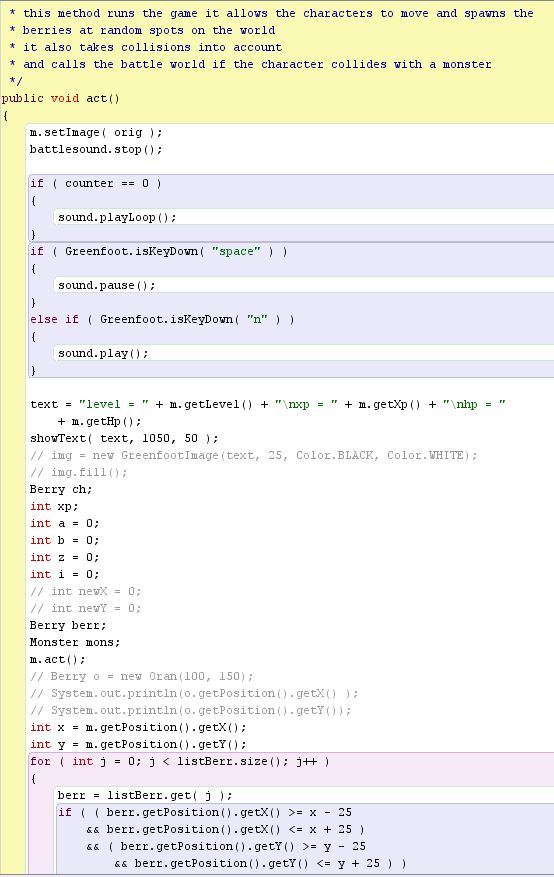 * this method runs the game it allows the characters to move and spawns the
* berries at random spots on the world
* it also takes collisions into account
* and calls the battle world if the character collides with a monster
*/
public void act()
{
m.setImage( orig );
battlesound.stop();
if ( counter == 0 )
{
sound.playLoop();
}
if ( Greenfoot.isKeyDown( "space" ) )
{
sound.pause();
}
else if ( Greenfoot.isKeyDown( "n" ) )
{
sound.play();
}
text = "level = " + m.getLevel() + "\nxp = " + m.getXp() + "\nhp = "
+ m.getHp();
showText( text, 1050, 50 );
// img = new GreenfootImage(text, 25, Color.BLACK, Color.WHITE);
// img.fill();
Berry ch;
int xp;
int a = 0;
int b = 0;
int z = 0;
int i = 0;
// int newX = 0;
// int newY = 0;
Berry berr;
Monster mons;
m.act();
// Berry o = new Oran(100, 150);
// System.out.println(o.getPosition().getX() );
// System.out.println(o.getPosition().getY());
int x = m.getPosition().getX();
int y = m.getPosition().getY();
for ( int j = 0; j < listBerr.size(); j++ )
{
berr = listBerr.get( j );
if ( ( berr.getPosition().getX() >= x - 25
&& berr.getPosition().getX() <= x + 25 )
&& ( berr.getPosition().getY() >= y - 25
&& berr.getPosition().getY() <= y + 25 ) )